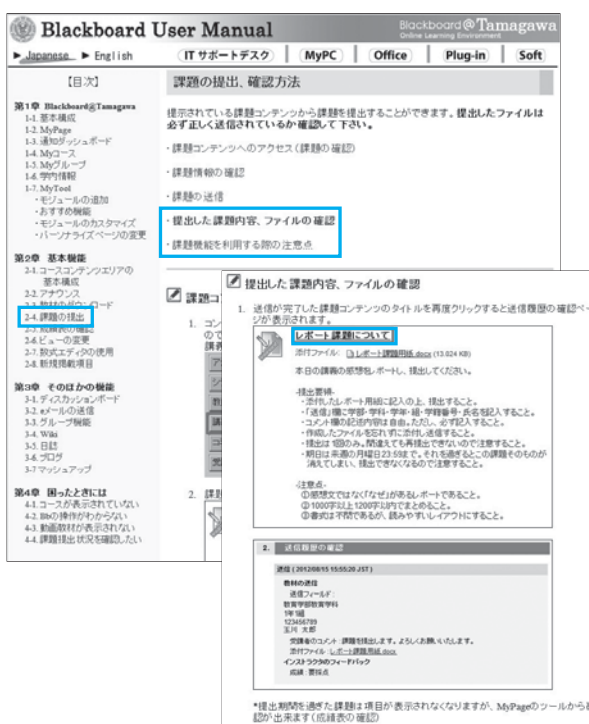 Blackboard User Manual
Blackboard@Tamagawa
Online Learning Environment
▶ Japanese ▶ English
ITサポートデスク
MyPC
Office
Plug-in
Soft
【目次】
第1章 Blackboard@Tamagawa
1-1. 基本構成
1-2. MyPage
1-3. 通知ダッシュボード
1-4. Myコース
1-5. Myグループ
1-6. 学内情報
1-7. MyTool
・モジュールの追加
・おすすめ機能
・モジュールのカスタマイズ
・パーソナライズページの変更
第2章 基本機能
2-1. コースコンテンツエリアの
基本構成
2-2. アナウンス
2-3. 教材のダウンロード
2-4. 課題の提出
2-5. 成績表の確認
2-6. ビューの変更
2-7. 数式エディタの使用
2-8. 新規掲載項目
第3章 そのほかの機能
3-1. ディスカッションボード
3-2. eメールの送信
3-3. グループ機能
3-4. Wiki
3-5. 日誌
3-6. ブログ
3-7 マッシュアップ
第4章 困ったときには
4-1. コースが表示されていない
4-2. Bbの操作がわからない
4-3. 動画教材が表示されない
4-4. 課題提出状況を確認したい
課題の提出、確認方法
提示されている課題コンテンツから課題を提出することができます。提出したファイルは
必ず正しく送信されているか確認して下さい。
・課題コンテンツへのアクセス(課題の確認)
・課題情報の確認
・課題の送信
・提出した課題内容、ファイルの確認
・課題機能を利用する際の注意点
課題コ
1. コン
ので
講義
2. 課題
提出した課題内容、ファイルの確認
1. 送信が完了した課題コンテンツのタイトルを再度クリックすると送信履歴の確認ペー
ジが表示されます。
レポート課題について
添付ファイル: レポート課題用紙.docx (13.824 KB)
本日の講義の感想をレポートし、提出してください。
-提出要領-
・添付したレポート用紙に記入の上、提出すること。
・「送信」欄に学部・学科・学年・組・学籍番号・氏名を記入すること。
・コメント欄の記述内容は自由。ただし、必ず記入すること。
・作成したファイルを忘れずに添付し送信すること。
・提出は1回のみ。間違えても再提出できないので注意すること。
・期日は来週の月曜日23:59まで。それを過ぎるとこの課題そのものが
消えてしまい、提出できなくなるので注意すること。
-注意点-
①感想文ではなく「なぜ」があるレポートであること。
②1000字以上1200字以内でまとめること。
③書式は不問であるが、読みやすいレイアウトにすること。
2. 送信履歴の確認
送信 (2012/08/15 15:55:20 JST)
教材の送信
送信フィールド:
教育学部教育学科
1年1組
123456789
玉川 太郎
受講者のコメント: 課題を提出します。よろしくお願いいたします。
添付ファイル: レポート課題用紙.docx
インストラクタのフィードバック
成績: 要採点
*提出期間を過ぎた課題は項目が表示されなくなりますが、MyPageのツールから確
認が出来ます(成績表の確認)